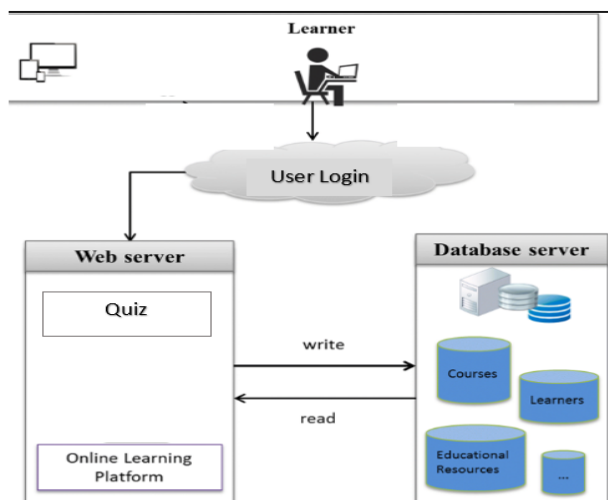 Learner
User Login
Web server
Database server
Quiz
write
Courses
Learners
read
Online Learning
Platform
Educational
Resources
...